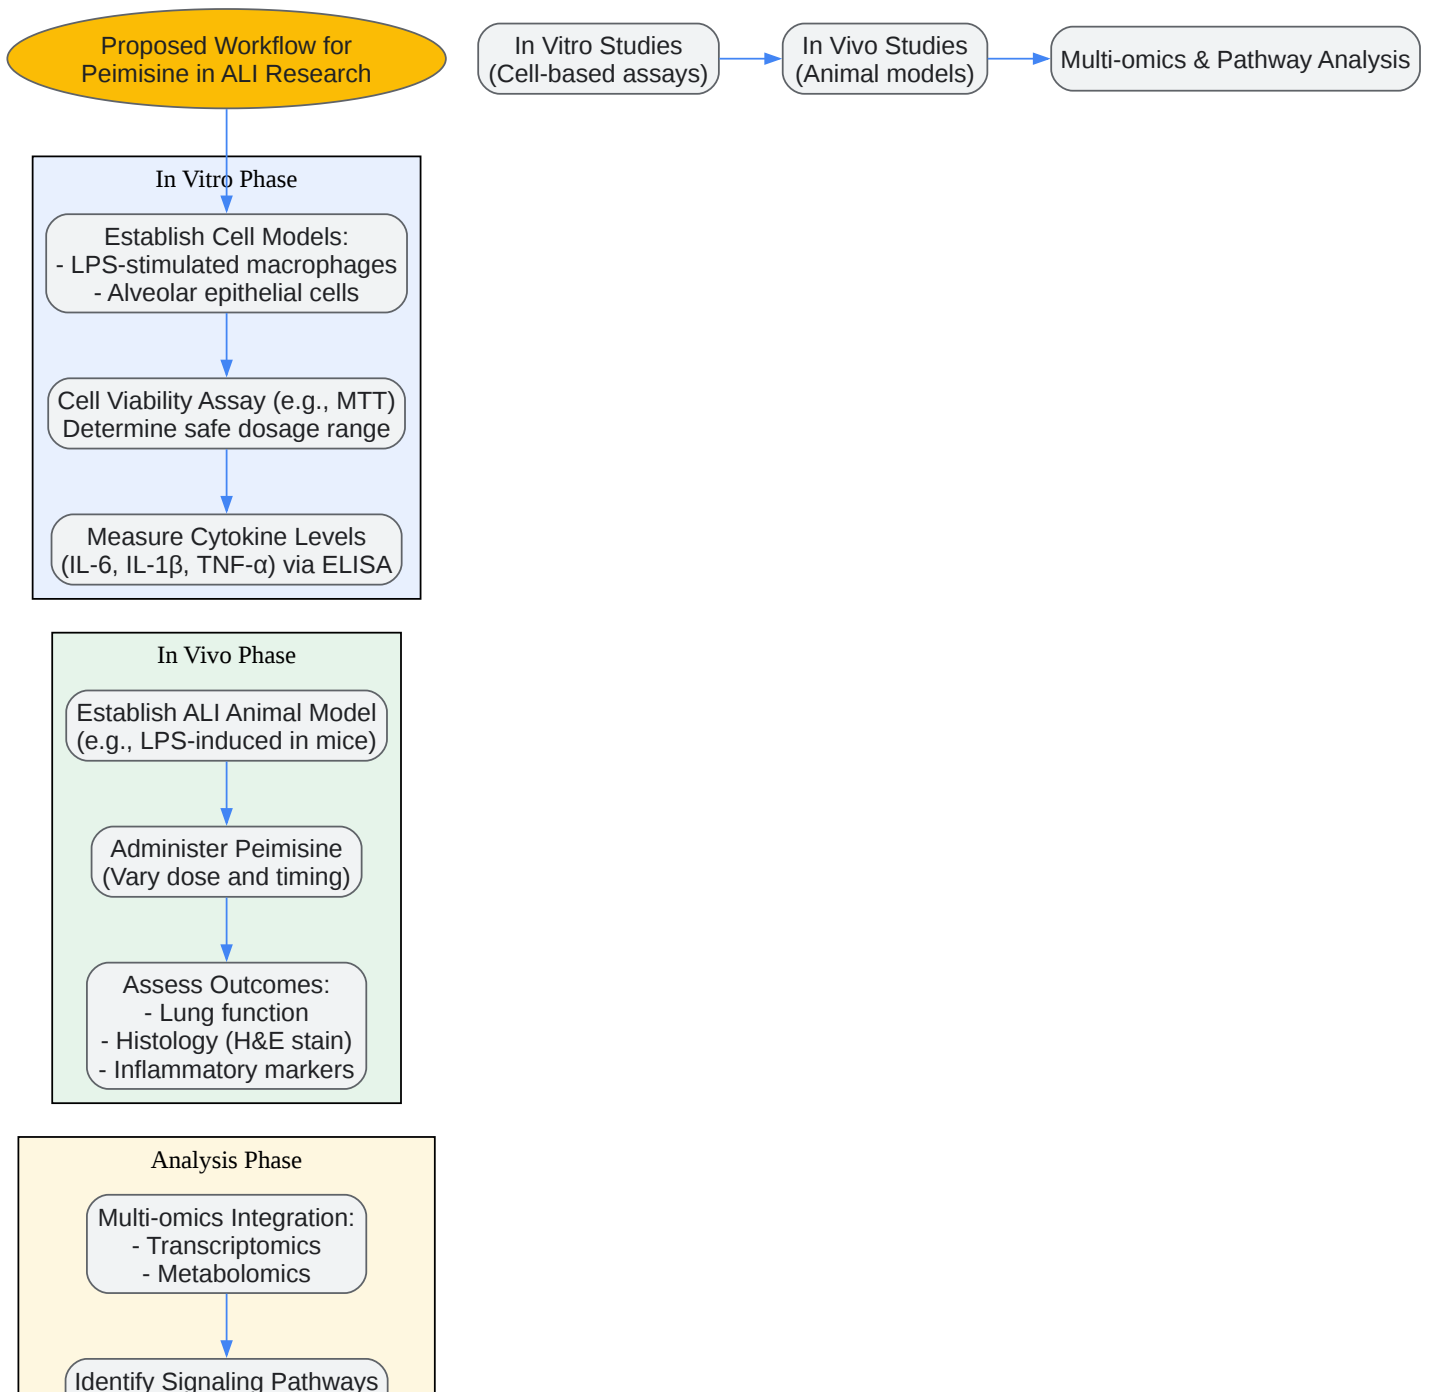 Proposed Workflow for
Peimisine in ALI Research
In Vitro Studies
(Cell-based assays)
In Vivo Studies
(Animal models)
Multi-omics & Pathway Analysis
In Vitro Phase
Establish Cell Models:
- LPS-stimulated macrophages
- Alveolar epithelial cells
Cell Viability Assay (e.g., MTT)
Determine safe dosage range
Measure Cytokine Levels
(IL-6, IL-1β, TNF-α) via ELISA
In Vivo Phase
Establish ALI Animal Model
(e.g., LPS-induced in mice)
Administer Peimisine
(Vary dose and timing)
Assess Outcomes:
- Lung function
- Histology (H&E stain)
- Inflammatory markers
Analysis Phase
Multi-omics Integration:
- Transcriptomics
- Metabolomics
Identify Signaling Pathways